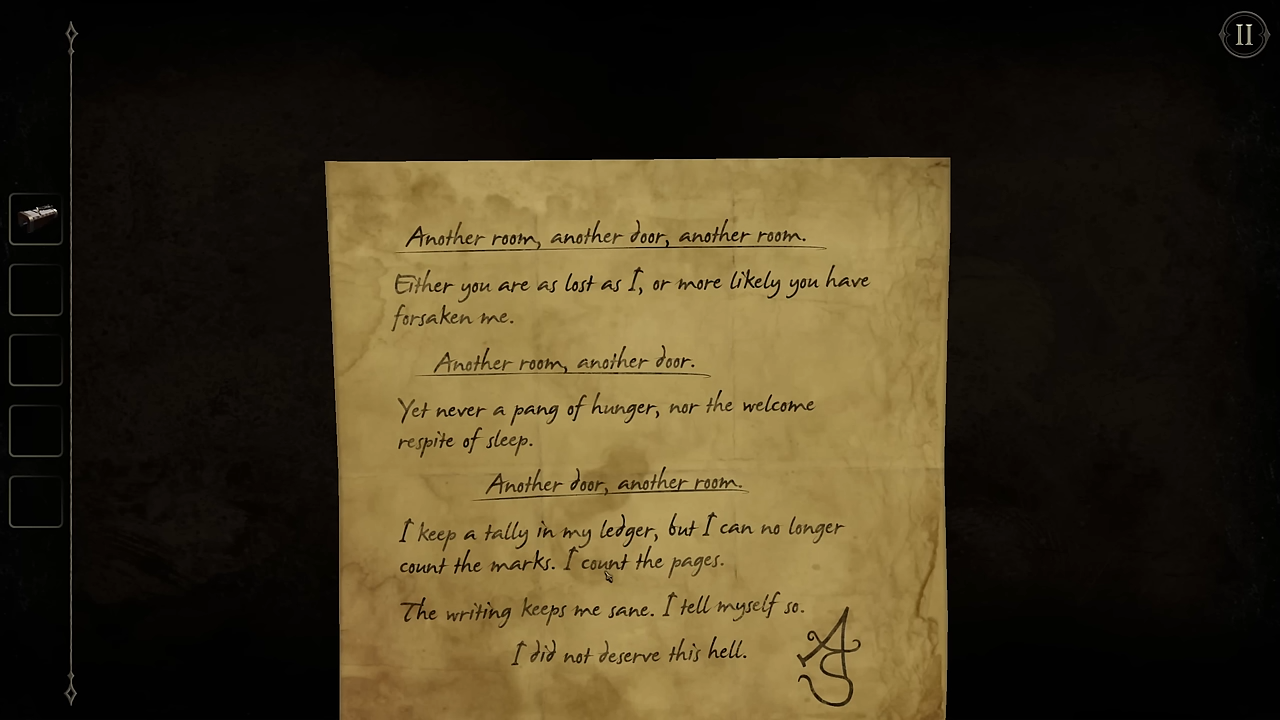 II
Another room, another door, another room.
Either you are as lost as I, or more likely you have
forsaken me.
Another room, another door.
Yet never a pang of hunger, nor the welcome
respite of sleep.
Another door, another room.
I keep a tally in my ledger, but I can no longer
count the marks. I count the pages.
The writing keeps me sane. I tell myself so.
I did not deserve this hell.
AS